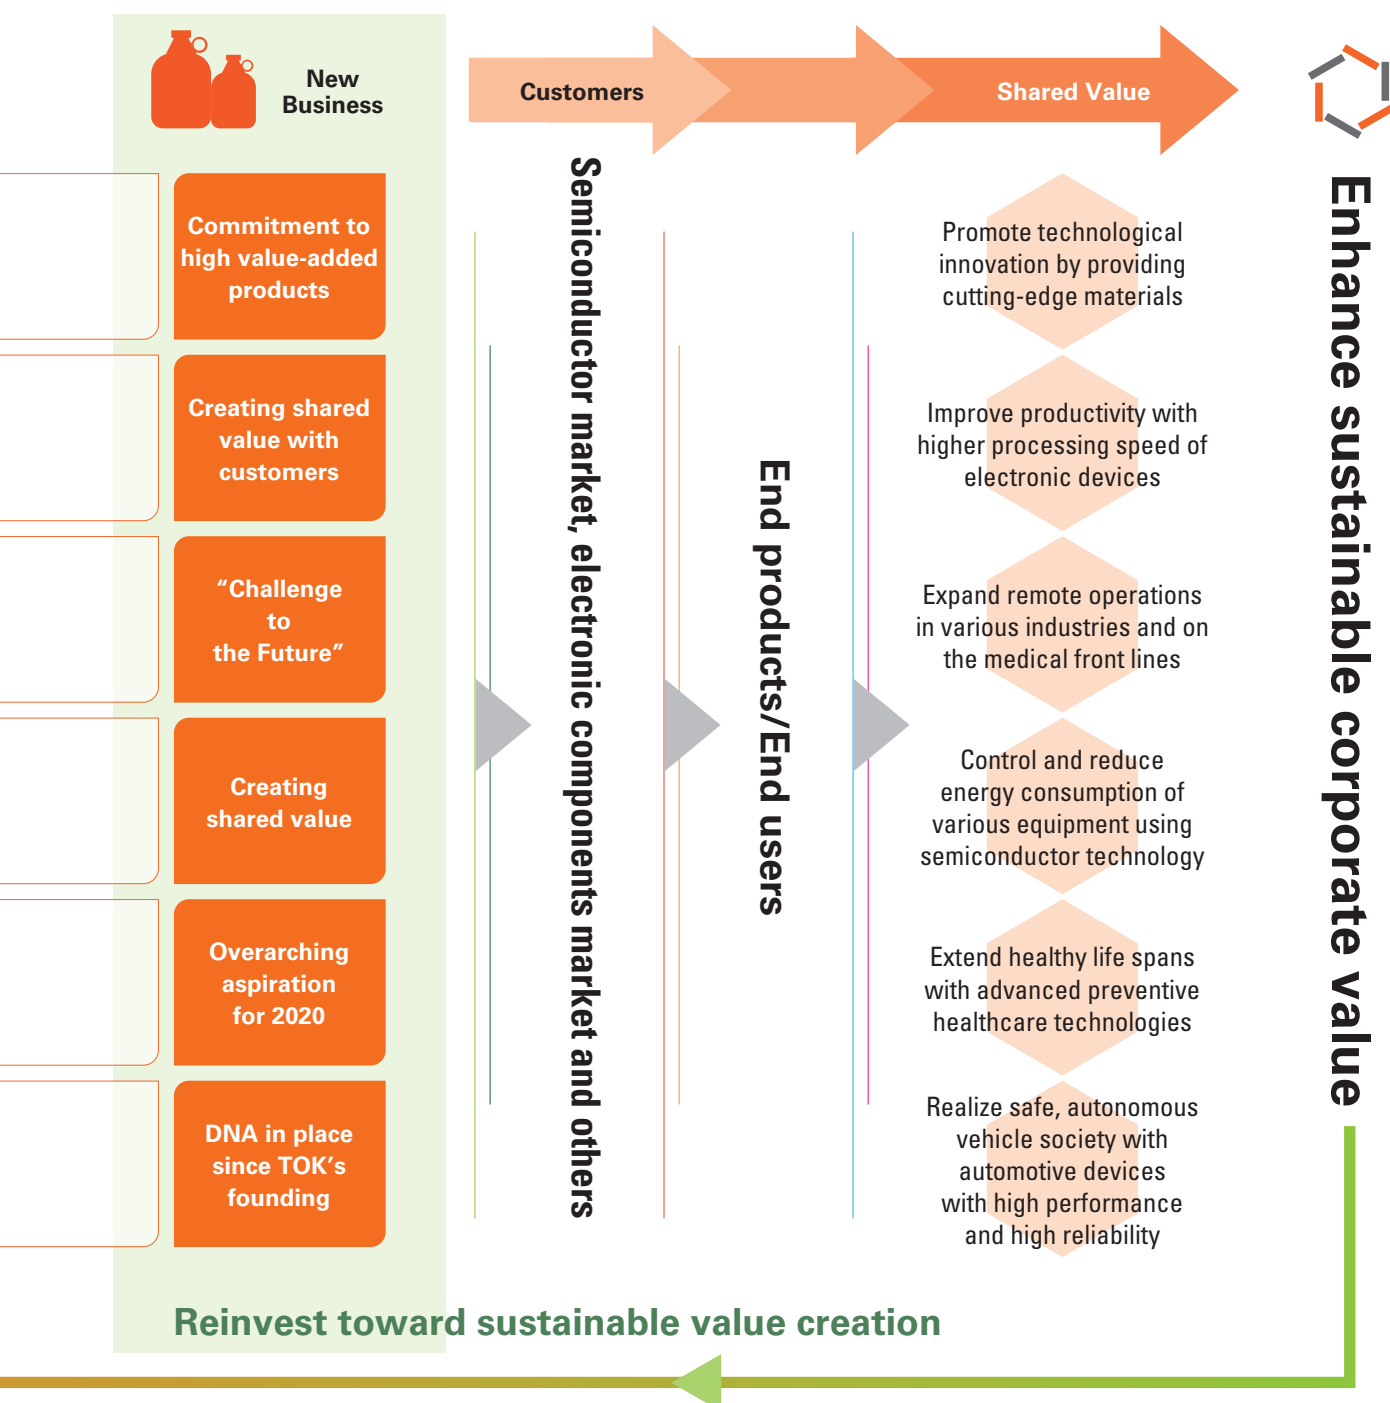 New
Business
Customers
Shared Value
Commitment to
high value-added
products
Creating shared
value with
customers
“Challenge
to
the Future”
Creating
shared value
Overarching
aspiration
for 2020
DNA in place
since TOK’s
founding
Semiconductor market, electronic components market and others
End products/End users
Promote technological
innovation by providing
cutting-edge materials
Improve productivity with
higher processing speed of
electronic devices
Expand remote operations
in various industries and on
the medical front lines
Control and reduce
energy consumption of
various equipment using
semiconductor technology
Extend healthy life spans
with advanced preventive
healthcare technologies
Realize safe, autonomous
vehicle society with
automotive devices
with high performance
and high reliability
Enhance sustainable corporate value
Reinvest toward sustainable value creation